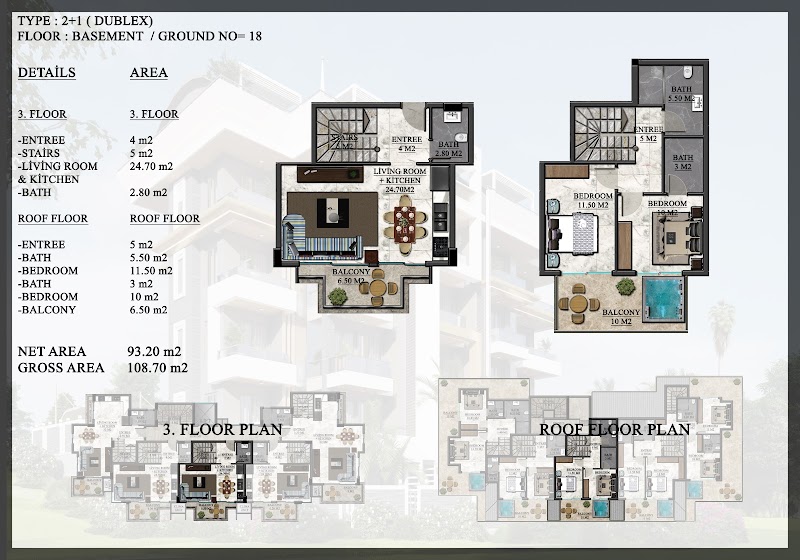 TYPE : 2+1 ( DUBLEX)
FLOOR : BASEMENT / GROUND NO= 18
DETAİLS AREA
3. FLOOR 3. FLOOR
-ENTREE 4 m2
-STAİRS 5 m2
-LİVİNG ROOM 24.70 m2
& KİTCHEN
-BATH 2.80 m2
ROOF FLOOR ROOF FLOOR
-ENTREE 5 m2
-BATH 5.50 m2
-BEDROOM 11.50 m2
-BATH 3 m2
-BEDROOM 10 m2
-BALCONY 6.50 m2
NET AREA 93.20 m2
GROSS AREA 108.70 m2
STAIRS
ENTREE
4 M2
BATH
2.80 M2
LİVİNG ROOM
+ KİTCHEN
24.70M2
BALCONY
6.50 M2
BATH
5.50 M2
ENTREE
5 M2
BATH
3 M2
BEDROOM
11.50 M2
BEDROOM
10 M2
BALCONY
10 M2
3. FLOOR PLAN
ROOF FLOOR PLAN